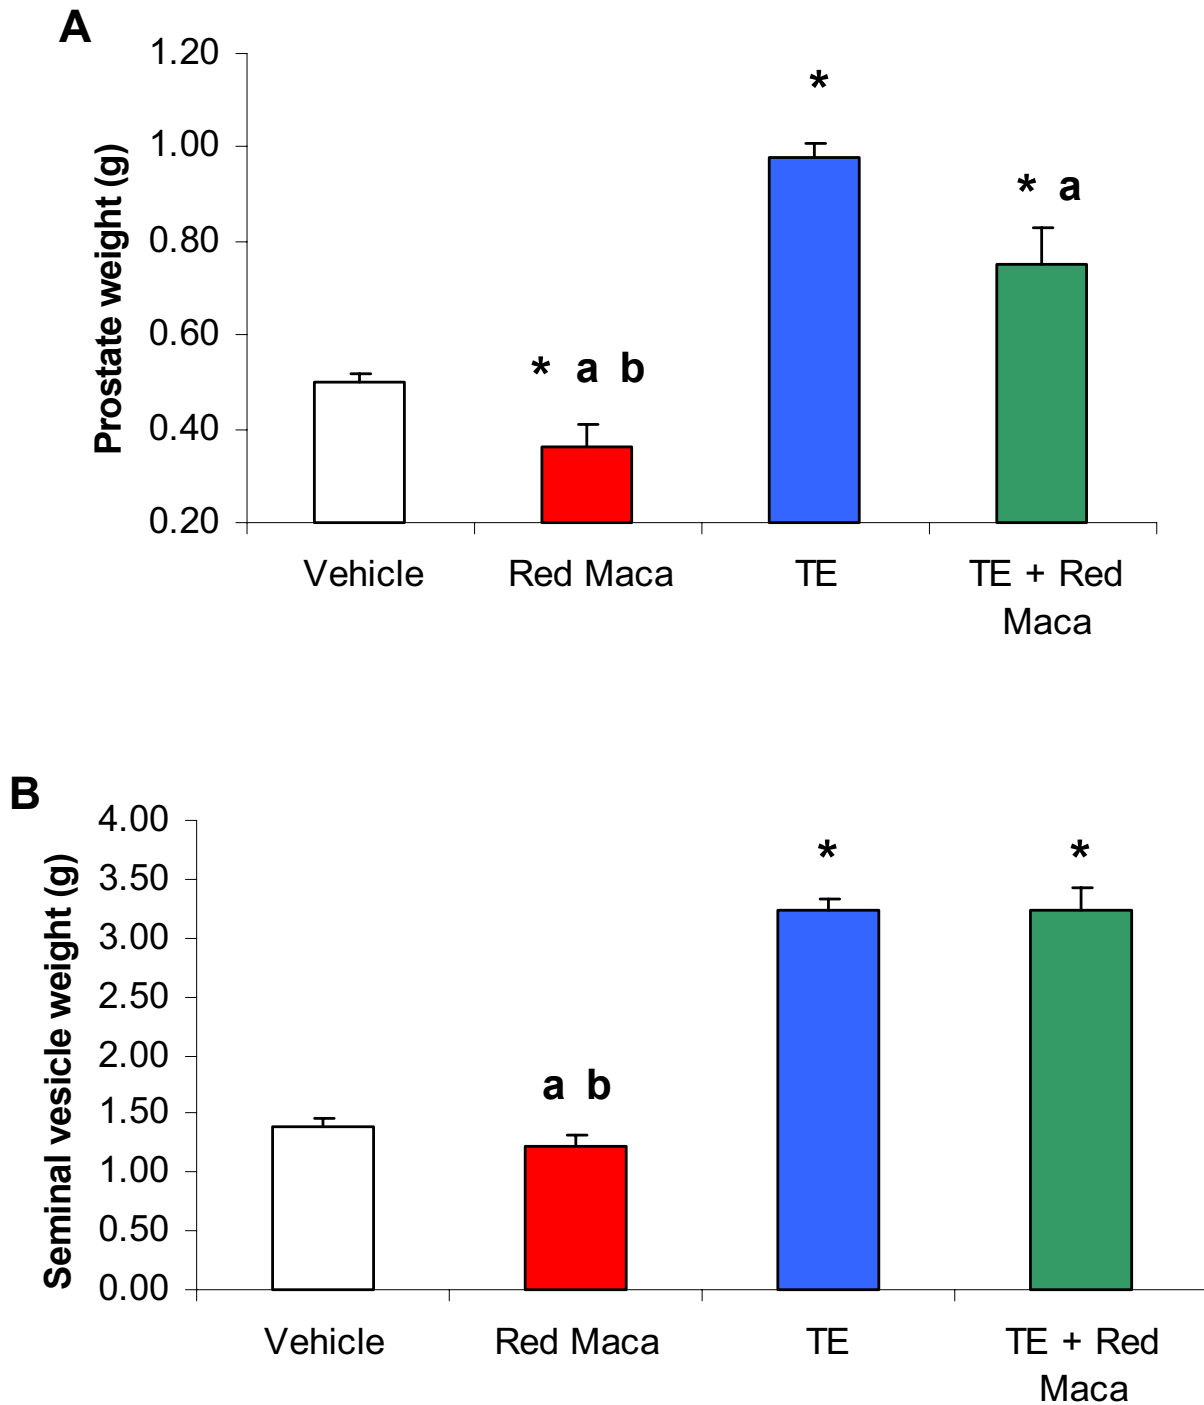 A
1.20
1.00
0.80
0.60
0.40
0.20
Prostate weight (g)
*
* a
* a b
Vehicle
Red Maca
TE
TE + Red
Maca
B
4.00
3.50
3.00
2.50
2.00
1.50
1.00
0.50
0.00
Seminal vesicle weight (g)
*
*
a b
Vehicle
Red Maca
TE
TE + Red
Maca